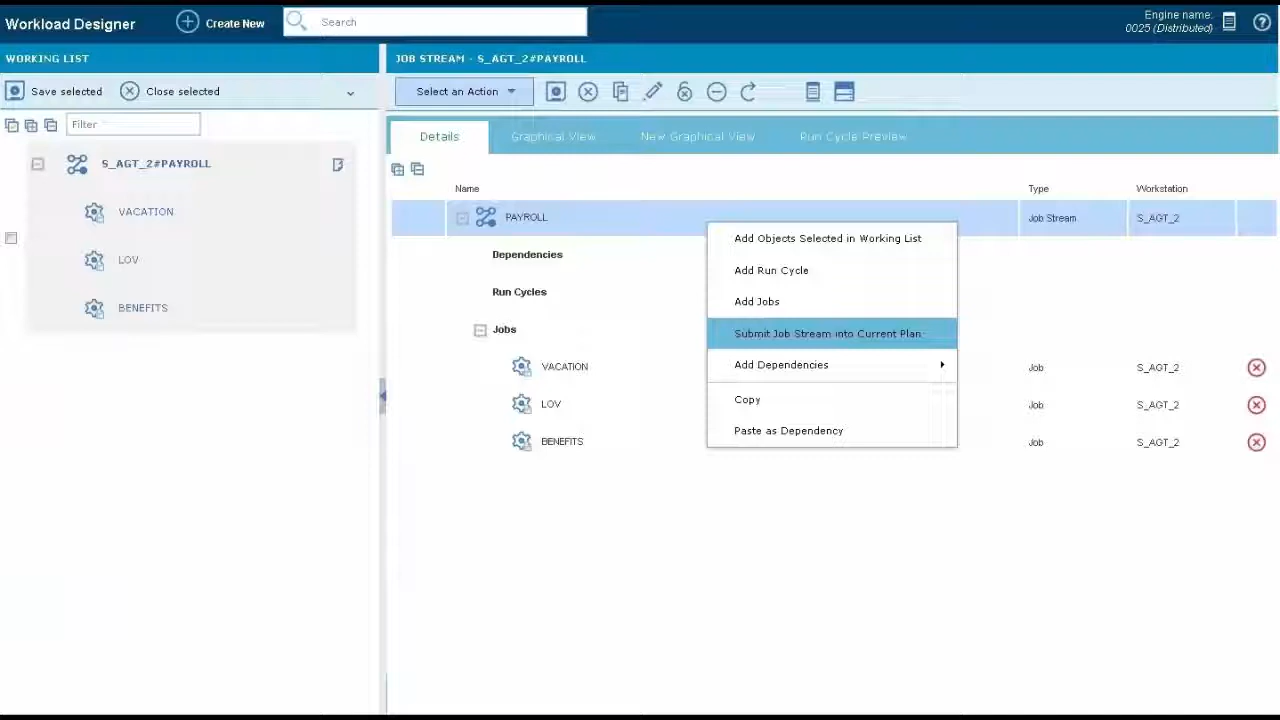 Workload Designer
Create New
Search
Engine name:
0025 (Distributed)
WORKING LIST
JOB STREAM - S_AGT_2#PAYROLL
Save selected
Close selected
Select an Action
Filter
Details
Graphical View
New Graphical View
Run Cycle Preview
S_AGT_2#PAYROLL
VACATION
LOV
BENEFITS
Name
Type
Workstation
PAYROLL
Job Stream
S_AGT_2
Dependencies
Run Cycles
Jobs
VACATION
Job
S_AGT_2
LOV
Job
S_AGT_2
BENEFITS
Job
S_AGT_2
Add Objects Selected in Working List
Add Run Cycle
Add Jobs
Submit Job Stream into Current Plan
Add Dependencies
Copy
Paste as Dependency